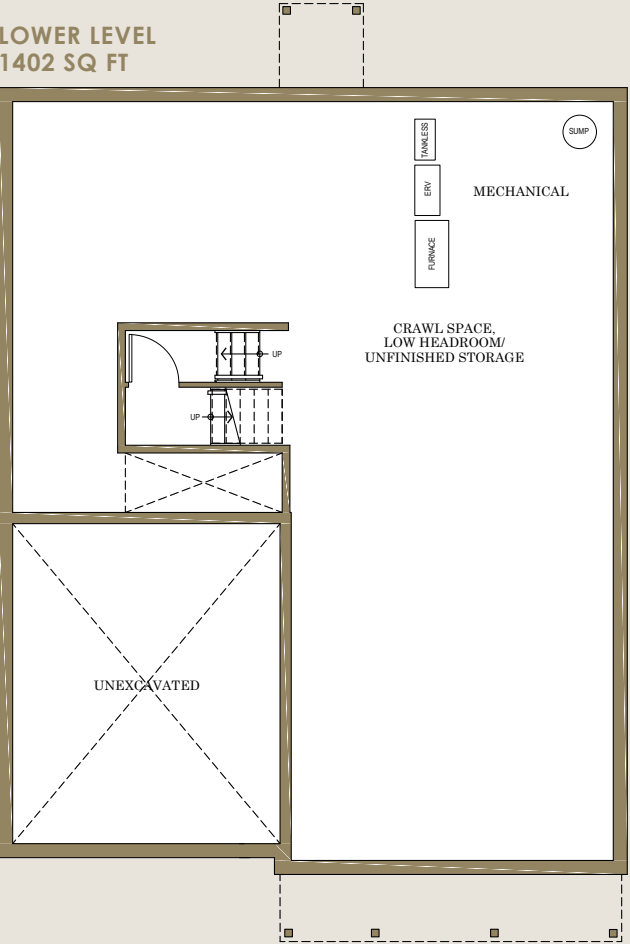 LOWER LEVEL
1402 SQ FT
TANKLESS
SUMP
ERV
MECHANICAL
FURNACE
CRAWL SPACE,
LOW HEADROOM/
UNFINISHED STORAGE
UP
UP
UNEXCAVATED